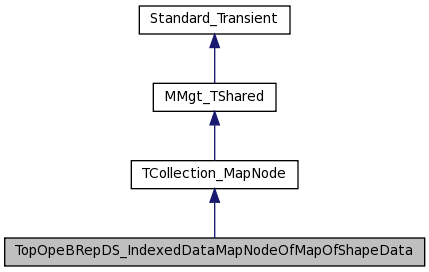 Standard_Transient
MMgt_TShared
TCollection_MapNode
TopOpeBRepDS_IndexedDataMapNodeOfMapOfShapeData